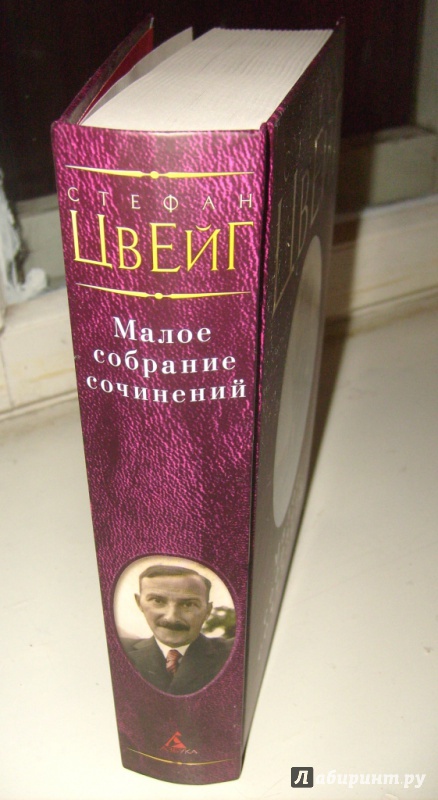 СТЕФАН
ЦВЕЙГ
Малое
собрание
сочинений
Лабиринт.ру